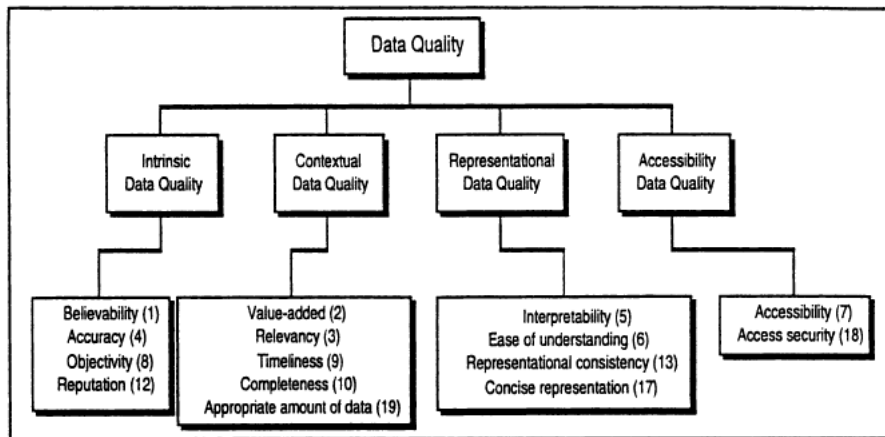 Data Quality
Intrinsic
Data Quality
Contextual
Data Quality
Representational
Data Quality
Accessibility
Data Quality
Believability (1)
Accuracy (4)
Objectivity (8)
Reputation (12)
Value-added (2)
Relevancy (3)
Timeliness (9)
Completeness (10)
Appropriate amount of data (19)
Interpretability (5)
Ease of understanding (6)
Representational consistency (13)
Concise representation (17)
Accessibility (7)
Access security (18)